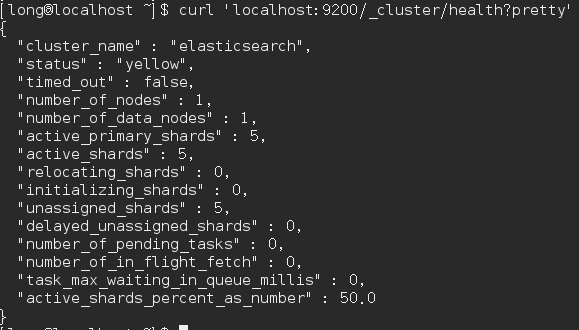 [long@localhost ~]$ curl 'localhost:9200/_cluster/health?pretty'
{
  "cluster_name" : "elasticsearch",
  "status" : "yellow",
  "timed_out" : false,
  "number_of_nodes" : 1,
  "number_of_data_nodes" : 1,
  "active_primary_shards" : 5,
  "active_shards" : 5,
  "relocating_shards" : 0,
  "initializing_shards" : 0,
  "unassigned_shards" : 5,
  "delayed_unassigned_shards" : 0,
  "number_of_pending_tasks" : 0,
  "number_of_in_flight_fetch" : 0,
  "task_max_waiting_in_queue_millis" : 0,
  "active_shards_percent_as_number" : 50.0
}
[long@localhost ~]$